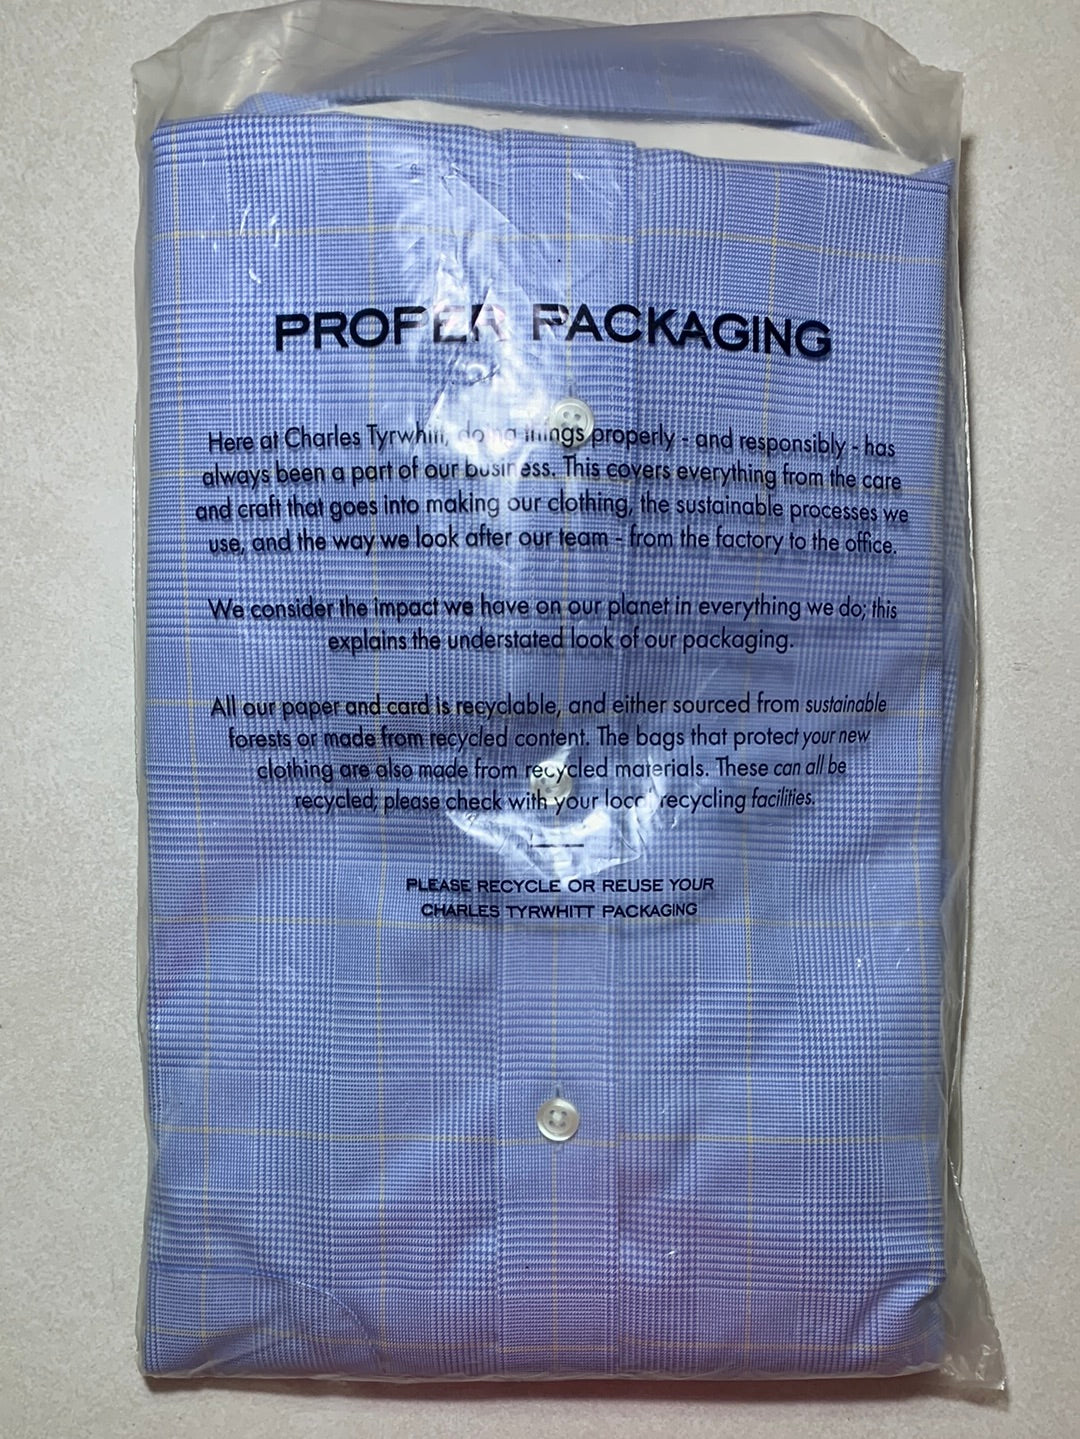 PROPER PACKAGING
Here at Charles Tyrwhitt, doing things properly - and responsibly - has
always been a part of our business. This covers everything from the care
and craft that goes into making our clothing, the sustainable processes we
use, and the way we look after our team - from the factory to the office.
We consider the impact we have on our planet in everything we do; this
explains the understated look of our packaging.
All our paper and card is recyclable, and either sourced from sustainable
forests or made from recycled content. The bags that protect your new
clothing are also made from recycled materials. These can all be
recycled; please check with your local recycling facilities.
PLEASE RECYCLE OR REUSE YOUR
CHARLES TYRWHITT PACKAGING